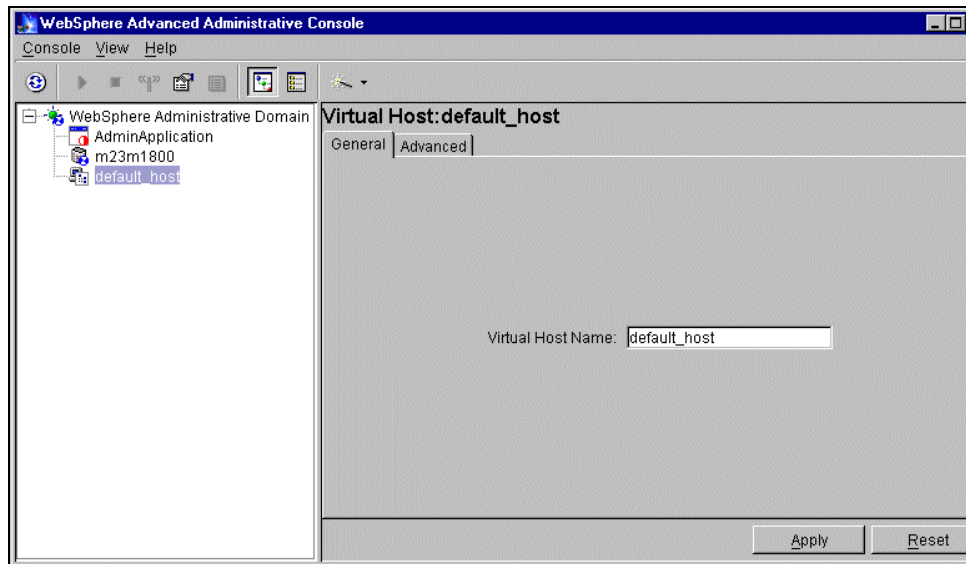 WebSphere Advanced Administrative Console
Console View Help
WebSphere Administrative Domain
AdminApplication
m23m1800
default_host
Virtual Host:default_host
General Advanced
Virtual Host Name: default_host
Apply Reset